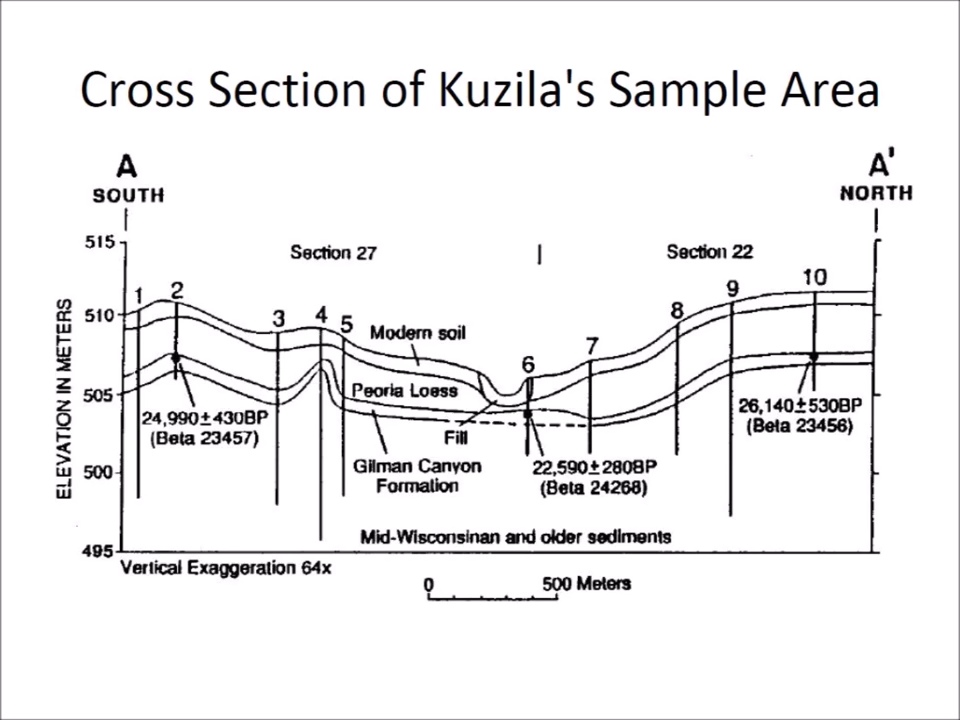 Cross Section of Kuzila's Sample Area
A
SOUTH
A'
NORTH
515
Section 27
|
Section 22
1
2
3
4
5
6
7
8
9
10
510
505
500
495
ELEVATION IN METERS
Modern soil
Peoria Loess
Fill
Gilman Canyon
Formation
24,990±430BP
(Beta 23457)
22,590±280BP
(Beta 24268)
26,140±530BP
(Beta 23456)
Mid-Wisconsinan and older sediments
Vertical Exaggeration 64x
0 500 Meters